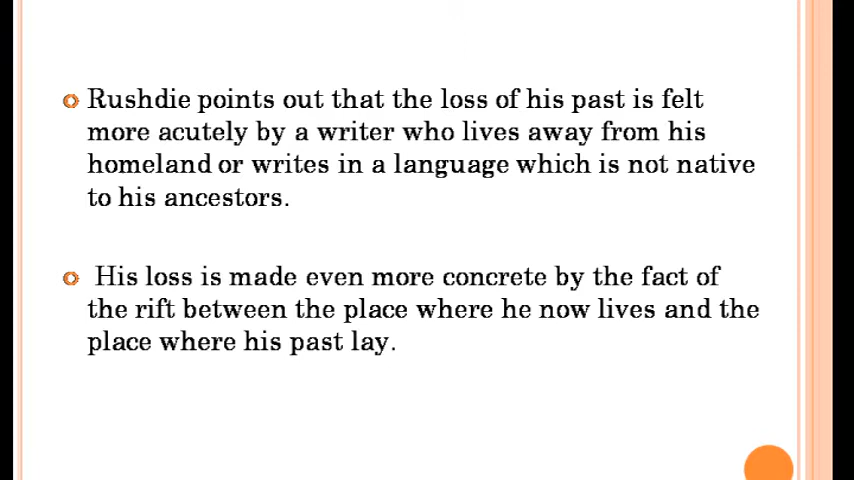 Rushdie points out that the loss of his past is felt
more acutely by a writer who lives away from his
homeland or writes in a language which is not native
to his ancestors.
His loss is made even more concrete by the fact of
the rift between the place where he now lives and the
place where his past lay.